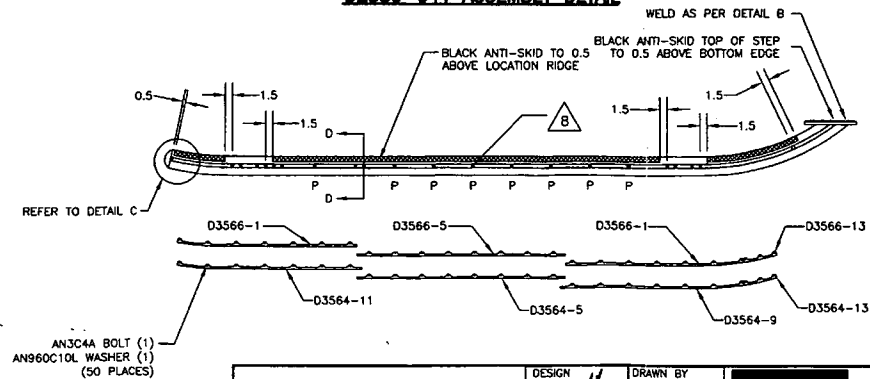 WELD AS PER DETAIL B
BLACK ANTI-SKID TO 0.5
ABOVE LOCATION RIDGE
BLACK ANTI-SKID TOP OF STEP
TO 0.5 ABOVE BOTTOM EDGE
0.5
1.5
1.5
D
8
1.5
1.5
1.5
D
P P P P P P P P
REFER TO DETAIL C
D3566-1
D3566-5
D3566-1
D3566-13
D3564-11
D3564-5
D3564-9
D3564-13
AN3C4A BOLT (1)
AN960C10L WASHER (1)
(50 PLACES)
DESIGN
DRAWN BY